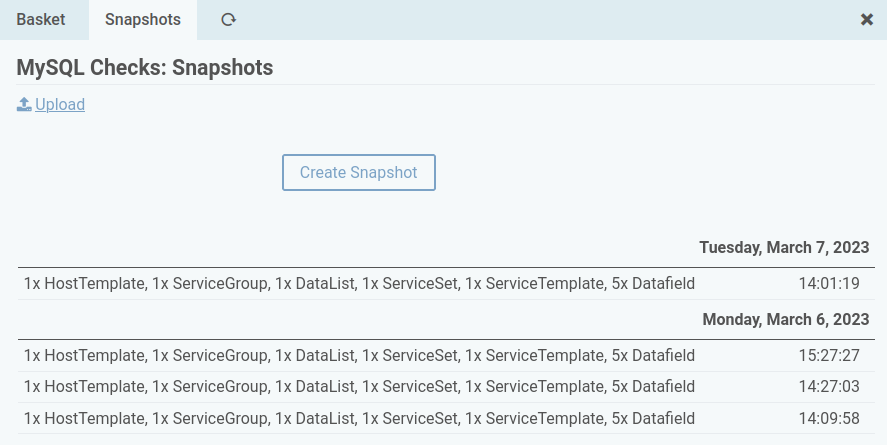 Basket Snapshots
MySQL Checks: Snapshots
Upload
Create Snapshot
Tuesday, March 7, 2023
1x HostTemplate, 1x ServiceGroup, 1x DataList, 1x ServiceSet, 1x ServiceTemplate, 5x Datafield 14:01:19
Monday, March 6, 2023
1x HostTemplate, 1x ServiceGroup, 1x DataList, 1x ServiceSet, 1x ServiceTemplate, 5x Datafield 15:27:27
1x HostTemplate, 1x ServiceGroup, 1x DataList, 1x ServiceSet, 1x ServiceTemplate, 5x Datafield 14:27:03
1x HostTemplate, 1x ServiceGroup, 1x DataList, 1x ServiceSet, 1x ServiceTemplate, 5x Datafield 14:09:58